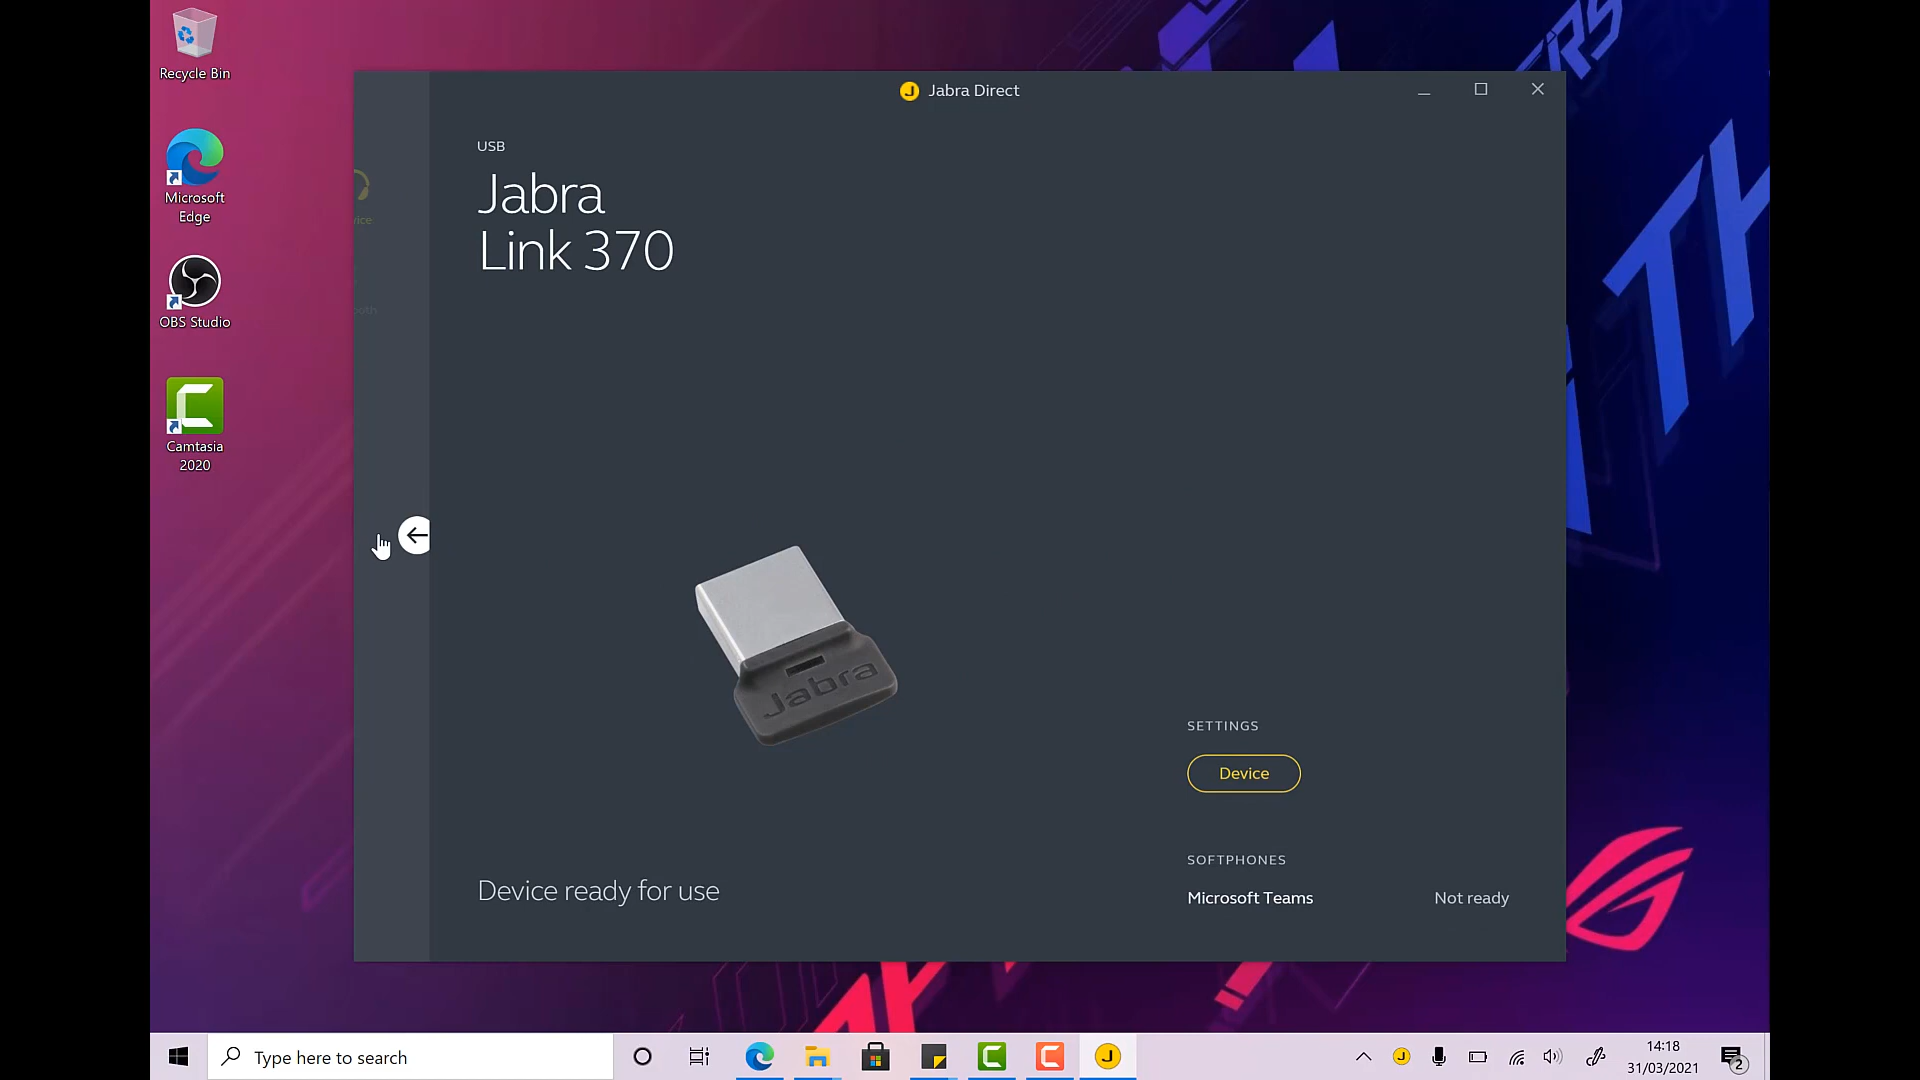 Recycle Bin
Microsoft
Edge
OBS Studio
Camtasia
2020
Jabra Direct
USB
Jabra
Link 370
Jabra
SETTINGS
Device
SOFTPHONES
Microsoft Teams
Not ready
Device ready for use
Type here to search
14:18
31/03/2021
2